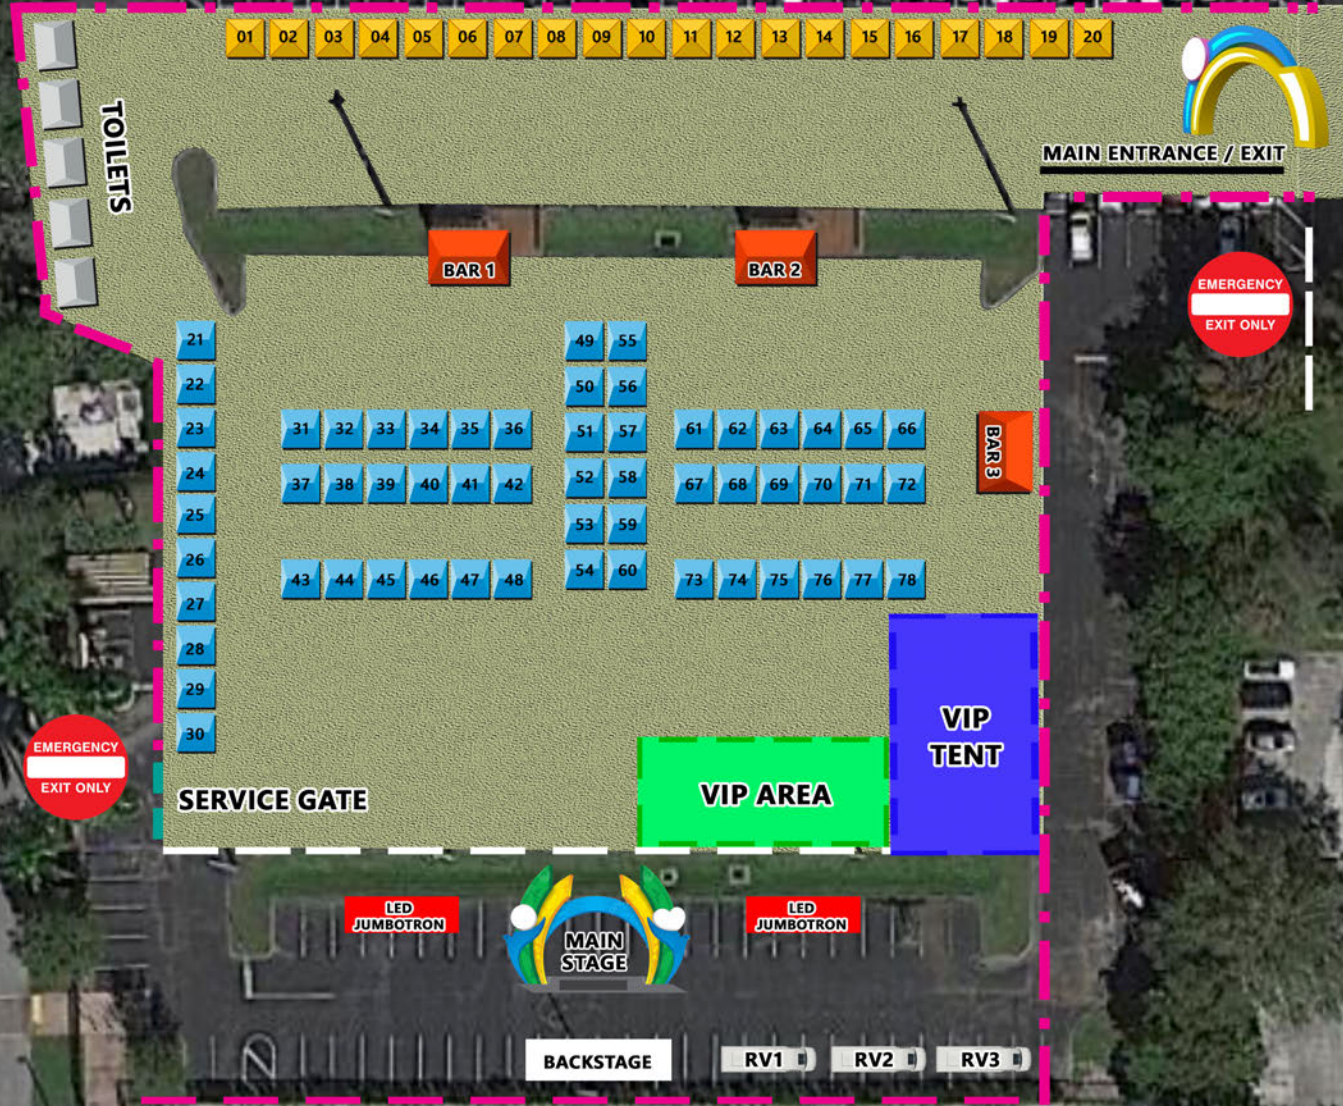 01 02 03 04 05 06 07 08 09 10 11 12 13 14 15 16 17 18 19 20
TOILETS
MAIN ENTRANCE / EXIT
BAR 1
BAR 2
EMERGENCY
EXIT ONLY
21
22
23
24
25
26
27
28
29
30
31 32 33 34 35 36
37 38 39 40 41 42
43 44 45 46 47 48
49 55
50 56
51 57
52 58
53 59
54 60
61 62 63 64 65 66
67 68 69 70 71 72
73 74 75 76 77 78
BAR 3
VIP
TENT
VIP AREA
EMERGENCY
EXIT ONLY
SERVICE GATE
LED
JUMBOTRON
MAIN
STAGE
LED
JUMBOTRON
BACKSTAGE
RV1
RV2
RV3